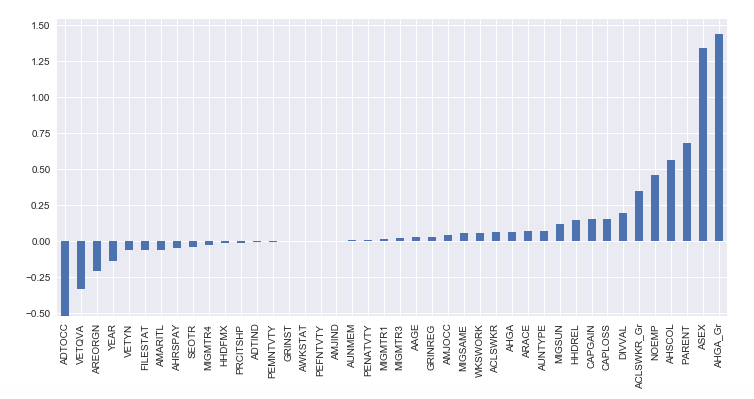 1.50
1.25
1.00
0.75
0.50
0.25
0.00
−0.25
−0.50
ADTOCC
VETQVA
AREORGN
YEAR
VETYN
FILESTAT
AMARITL
AHRSPAY
SEOTR
MIGMTR4
HHDFMX
PRCITSHP
ADTIND
PEMNTVTY
GRINST
AWKSTAT
PEFNTVTY
AMJIND
AUNMEM
PENATVTY
MIGMTR1
MIGMTR3
AAGE
GRINREG
AMJOCC
MIGSAME
WKSWORK
ACLSWKR
AHGA
ARACE
AUNTYPE
MIGSUN
HHDREL
CAPGAIN
CAPLOSS
DIVVAL
ACLSWKR_Gr
NOEMP
AHSCOL
PARENT
ASEX
AHGA_Gr